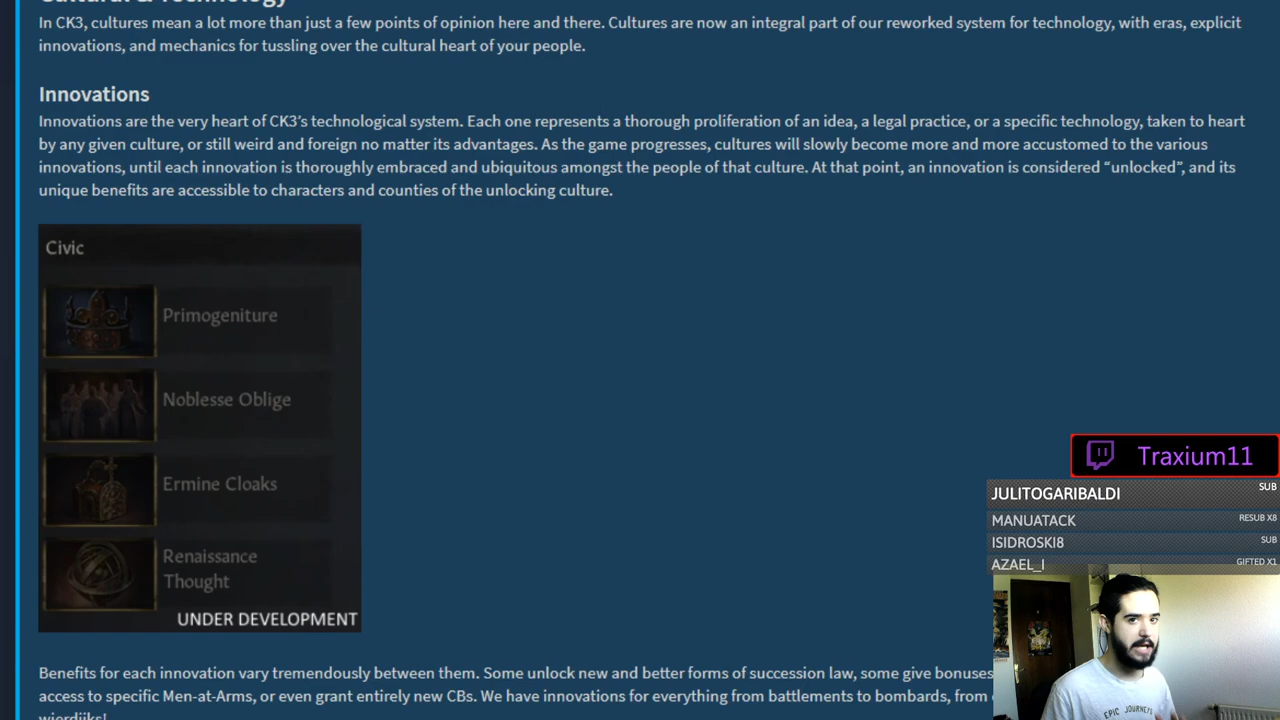 In CK3, cultures mean a lot more than just a few points of opinion here and there. Cultures are now an integral part of our reworked system for technology, with eras, explicit
innovations, and mechanics for tussling over the cultural heart of your people.
Innovations
Innovations are the very heart of CK3's technological system. Each one represents a thorough proliferation of an idea, a legal practice, or a specific technology, taken to heart
by any given culture, or still weird and foreign no matter its advantages. As the game progresses, cultures will slowly become more and more accustomed to the various
innovations, until each innovation is thoroughly embraced and ubiquitous amongst the people of that culture. At that point, an innovation is considered “unlocked”, and its
unique benefits are accessible to characters and counties of the unlocking culture.
Civic
Primogeniture
Noblesse Oblige
Ermine Cloaks
Renaissance
Thought
UNDER DEVELOPMENT
Traxium11
JULITOGARIBALDI SUB
MANUATACK RESUB X8
ISIDROSKI8 SUB
AZAEL_I GIFTED X1
Benefits for each innovation vary tremendously between them. Some unlock new and better forms of succession law, some give bonuses
access to specific Men-at-Arms, or even grant entirely new CBs. We have innovations for everything from battlements to bombards, from
EPIC JOURNEYS